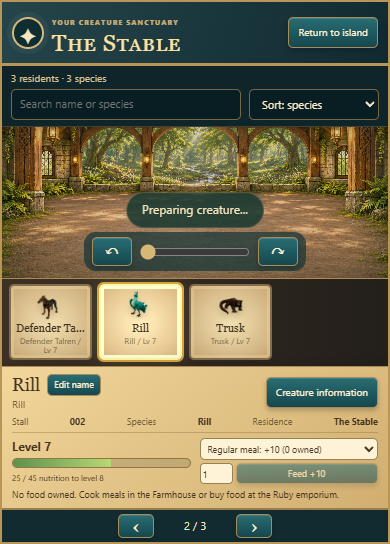 YOUR CREATURE SANCTUARY
THE STABLE
Return to island
3 residents · 3 species
Search name or species
Sort: species
Preparing creature...
Defender Ta...
Defender Talren / Lv 7
Rill
Rill / Lv 7
Trusk
Trusk / Lv 7
Rill
Edit name
Creature information
Rill
Stall 002 Species Rill Residence The Stable
Level 7
Regular meal: +10 (0 owned)
25 / 45 nutrition to level 8
1
Feed +10
No food owned. Cook meals in the Farmhouse or buy food at the Ruby emporium.
2 / 3